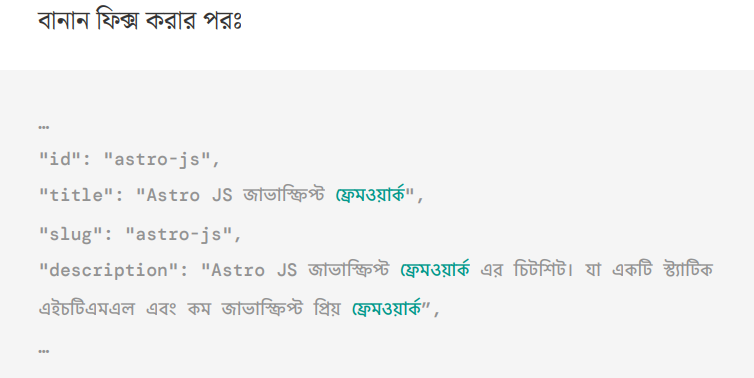 বানান ফিক্স করার পরঃ
…
"id": "astro-js",
"title": "Astro JS জাভাস্ক্রিপ্ট ফ্রেমওয়ার্ক",
"slug": "astro-js",
"description": "Astro JS জাভাস্ক্রিপ্ট ফ্রেমওয়ার্ক এর চিটশিট। যা একটি স্ট্যাটিক
এইচটিএমএল এবং কম জাভাস্ক্রিপ্ট প্রিয় ফ্রেমওয়ার্ক”,
…